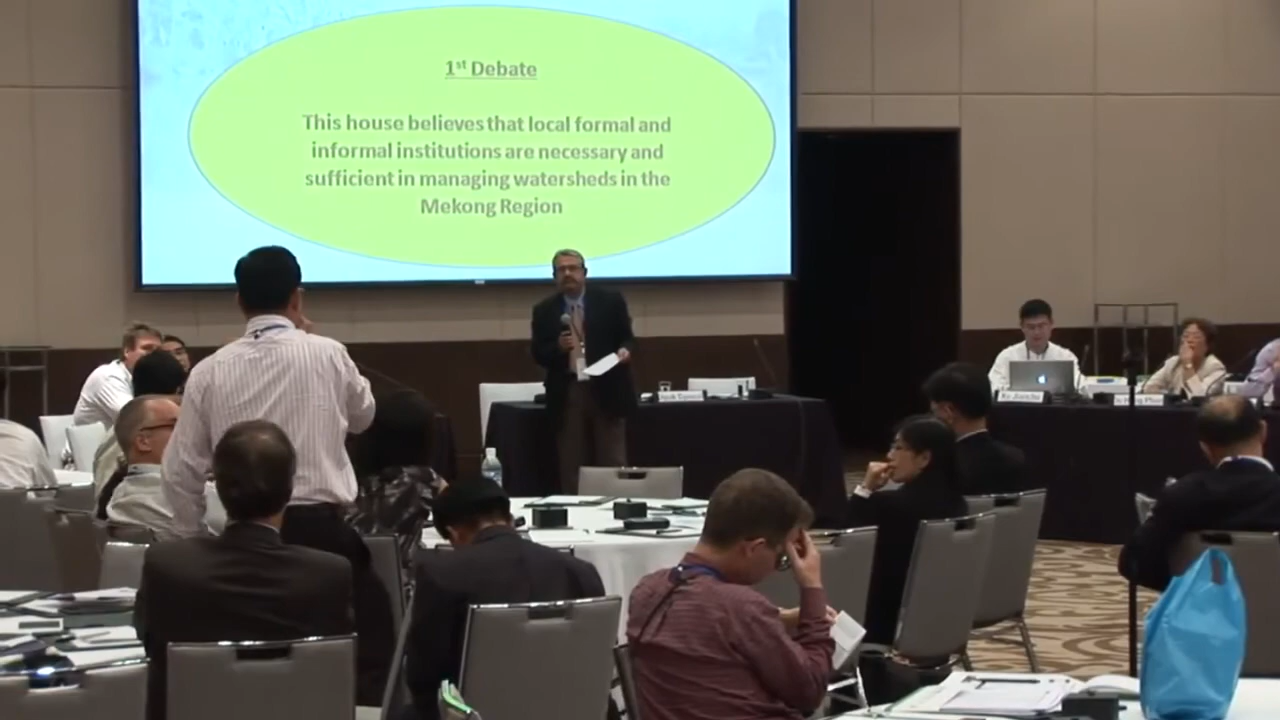 1st Debate
This house believes that local formal and
informal institutions are necessary and
sufficient in managing watersheds in the
Mekong Region